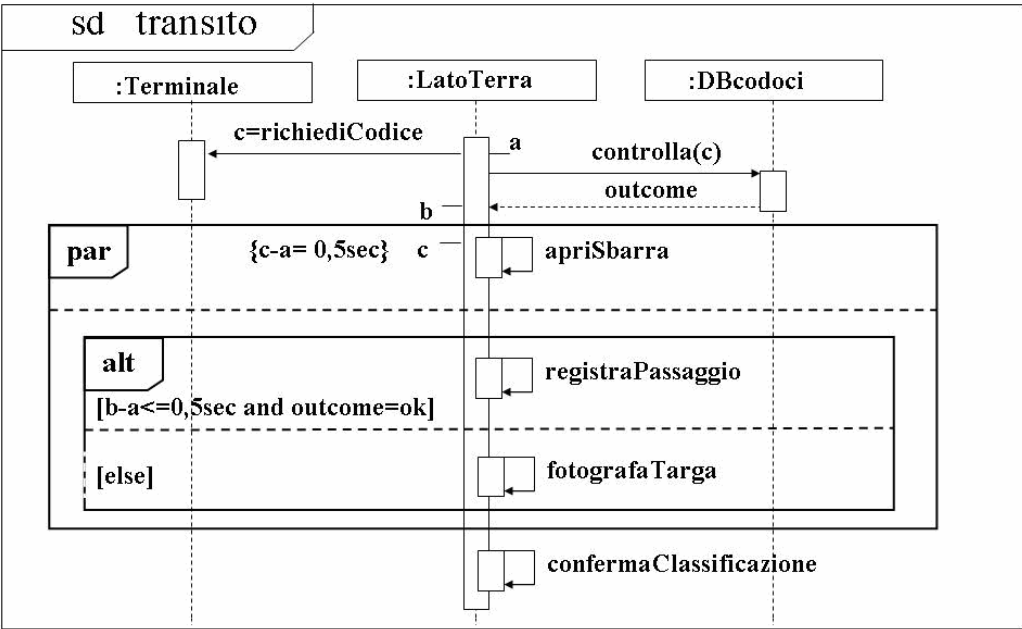 sd transito
:Terminale
:LatoTerra
:DBcodoci
c=richiediCodice
a
controlla(c)
outcome
b
par
{c-a= 0,5sec} c
apriSbarra
alt
registraPassaggio
[b-a<=0,5sec and outcome=ok]
[else]
fotografaTarga
confermaClassificazione